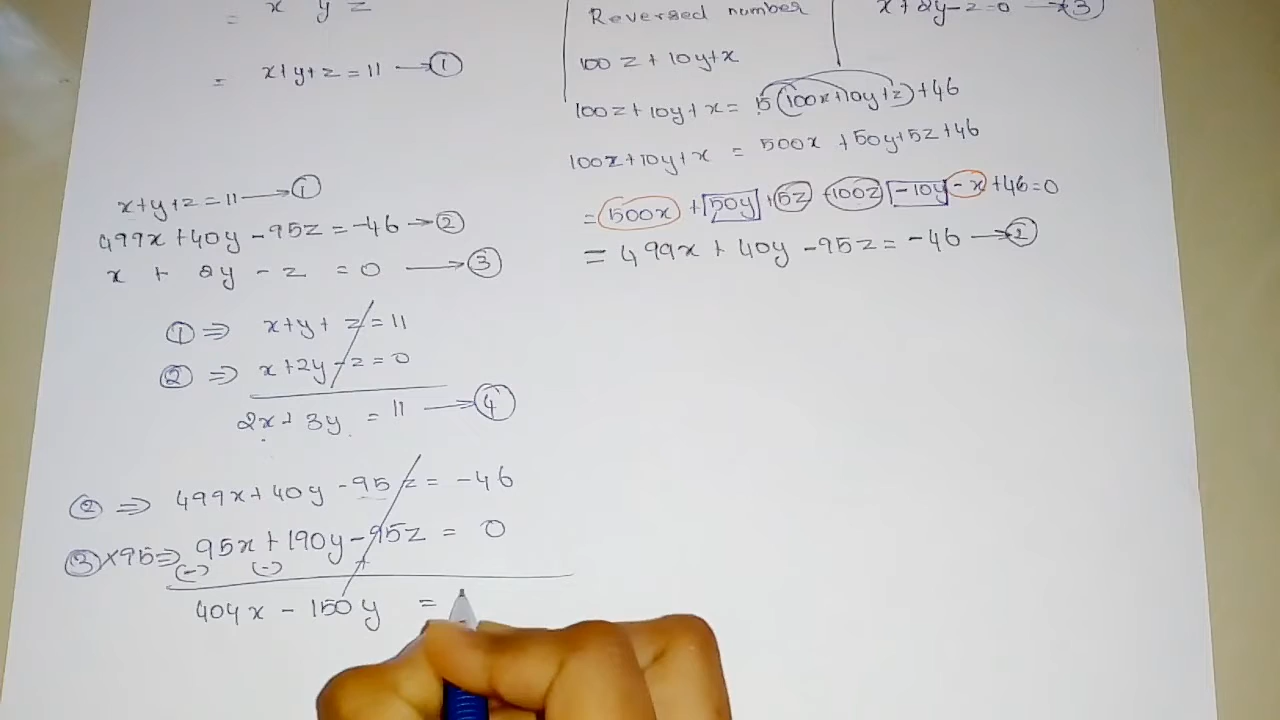 = x y z
= x+y+z = 11 → ①
Reversed number
100 z + 10y+x
100z+10y+x = 5(100x+10y+z)+46
100z+10y+x = 500x +50y+5z+46
= 500x +50y +5z -100z -10y -x +46=0
= 499x + 40y -95z = -46 → ②
x+2y-z=0 → ③
x+y+z = 11 → ①
499x+40y -95z = -46 → ②
x + 2y - z = 0 → ③
① ⇒ x+y+z = 11
② ⇒ x+2y-z = 0
2x+3y = 11 → ④
② ⇒ 499x+40y -95z = -46
③×95⇒ 95x+190y-95z = 0
(-) (-) +
404x - 150y =